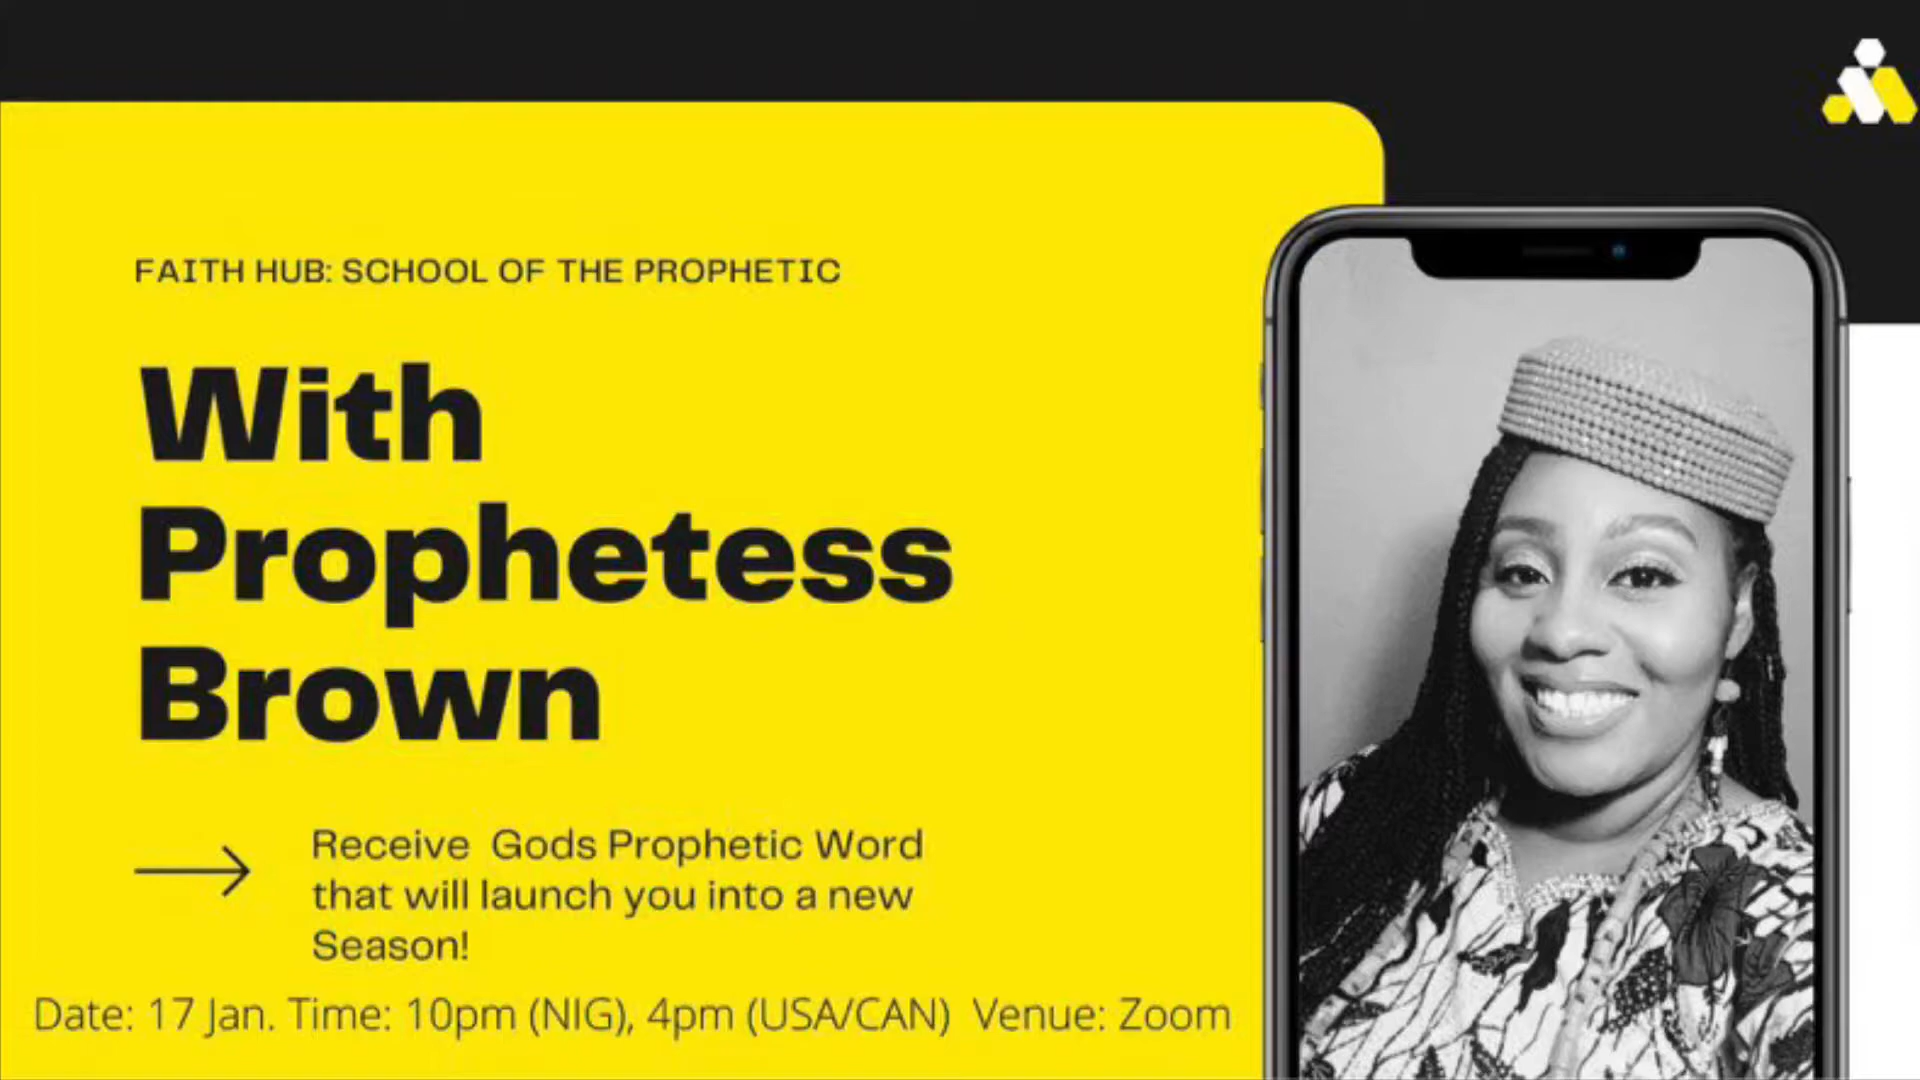 FAITH HUB: SCHOOL OF THE PROPHETIC
With
Prophetess
Brown
Receive Gods Prophetic Word
that will launch you into a new
Season!
Date: 17 Jan. Time: 10pm (NIG), 4pm (USA/CAN) Venue: Zoom